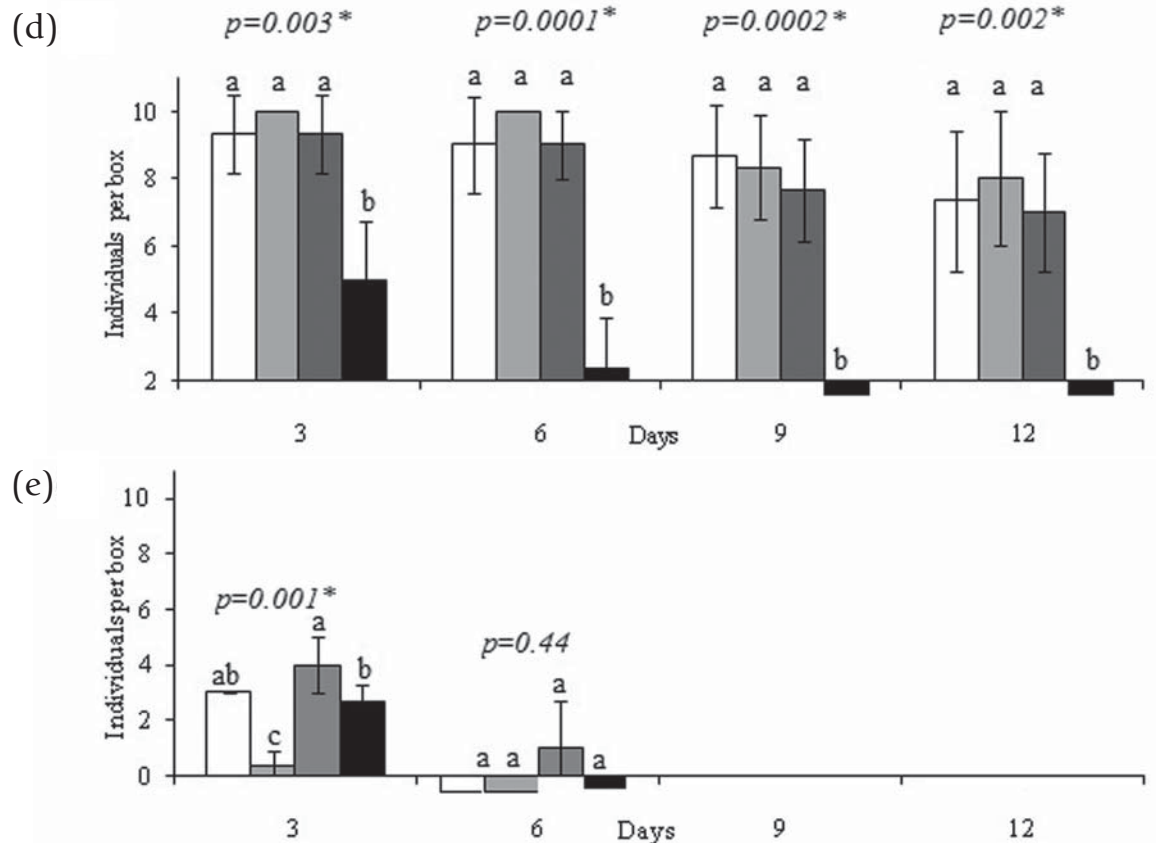 (d)
p=0.003* p=0.0001* p=0.0002* p=0.002*
a a a b a a a b a a a b a a a b
Individuals per box
10
8
6
4
2
3 6 Days 9 12
(e)
Individuals per box
10
8
6
4
2
0
p=0.001*
ab c a b
p=0.44
a a a a
3 6 Days 9 12